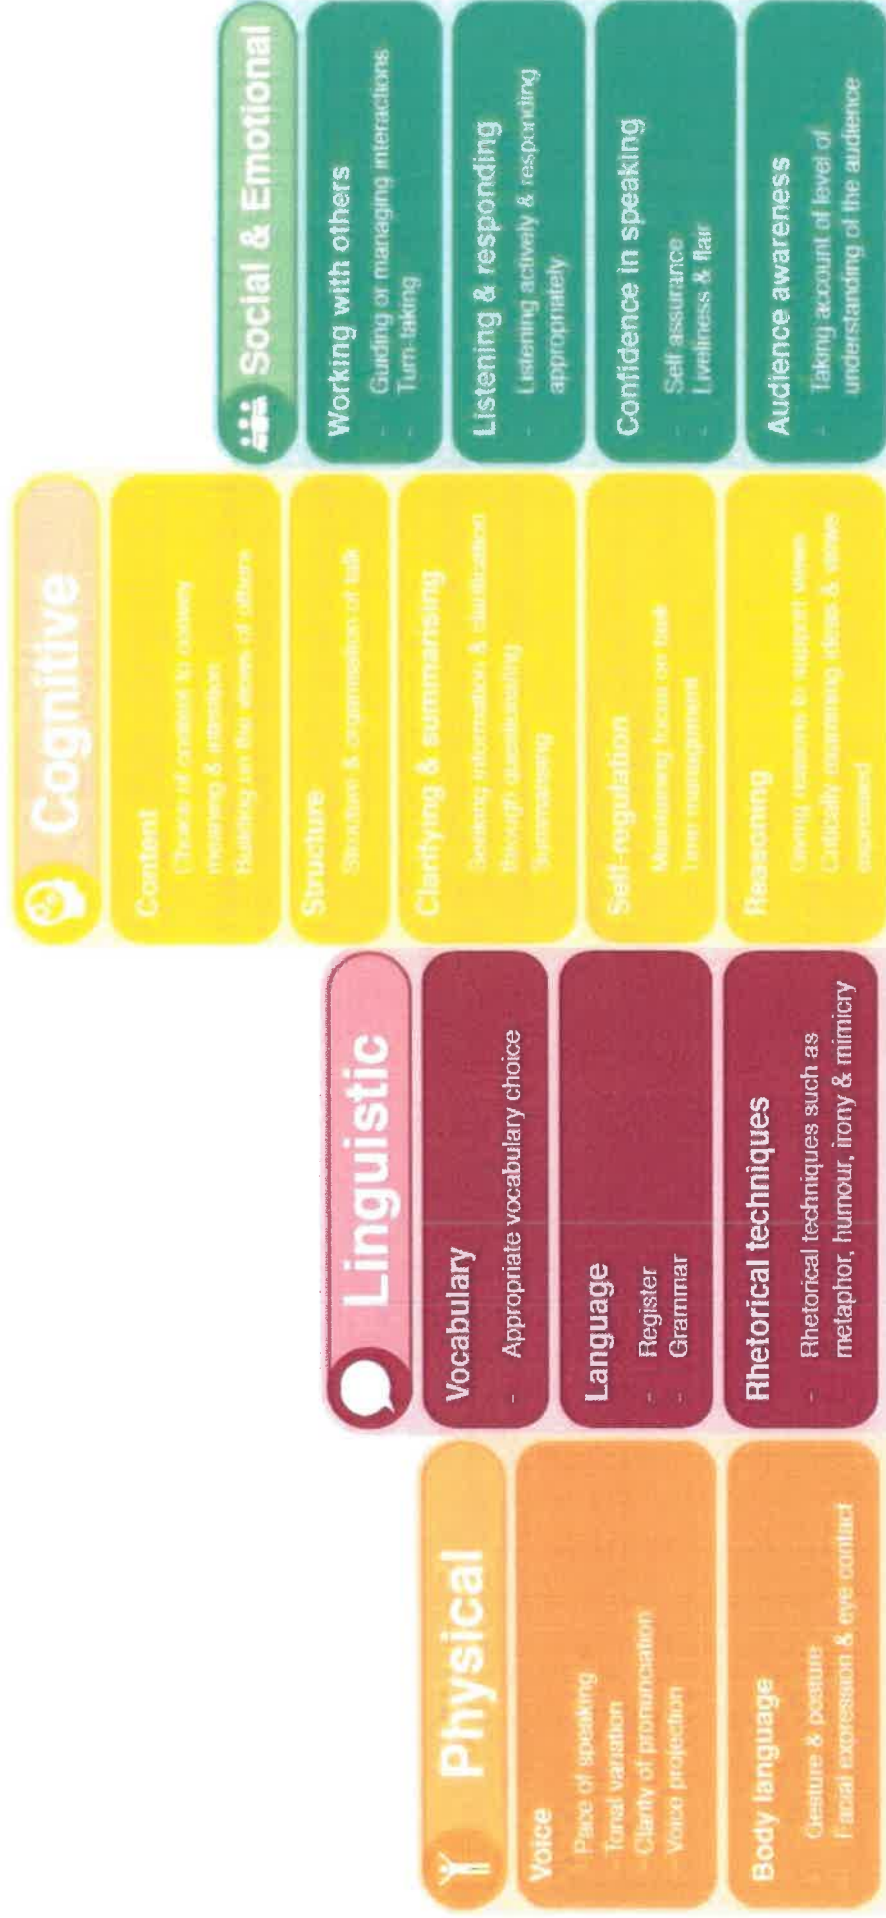 Physical
Voice
Pace of speaking
Tonal variation
Clarity of pronunciation
Voice projection
Body language
Gesture & posture
Facial expression & eye contact
Linguistic
Vocabulary
- Appropriate vocabulary choice
Language
- Register
- Grammar
Rhetorical techniques
- Rhetorical techniques such as
metaphor, humour, irony & mimicry
Cognitive
Content
Choice of content to convey
meaning & intention
Building on the views of others
Structure
Structure & organisation of talk
Clarifying & summarising
Seeking information & clarification
through questioning
Summarising
Self-regulation
Maintaining focus on task
Time management
Reasoning
Giving reasons to support views
Critically examining ideas & views
expressed
Social & Emotional
Working with others
- Guiding or managing interactions
- Turn-taking
Listening & responding
- Listening actively & responding
appropriately
Confidence in speaking
- Self assurance
- Liveliness & flair
Audience awareness
- Taking account of level of
understanding of the audience